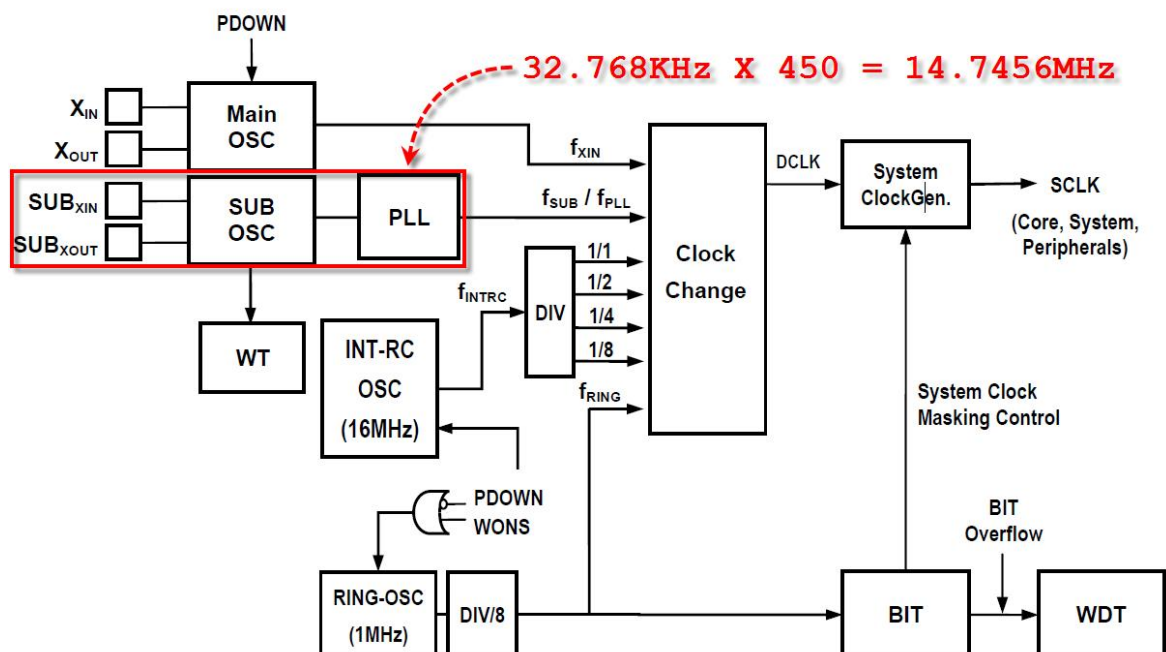 PDOWN
32.768KHz X 450 = 14.7456MHz
XIN
XOUT
Main
OSC
fXIN
SUBXIN
SUBXOUT
SUB
OSC
PLL
fSUB / fPLL
Clock
Change
DCLK
System
ClockGen.
SCLK
(Core, System,
Peripherals)
WT
fINTRC
DIV
1/1
1/2
1/4
1/8
INT-RC
OSC
(16MHz)
fRING
PDOWN
WONS
System Clock
Masking Control
BIT
Overflow
RING-OSC
(1MHz)
DIV/8
BIT
WDT